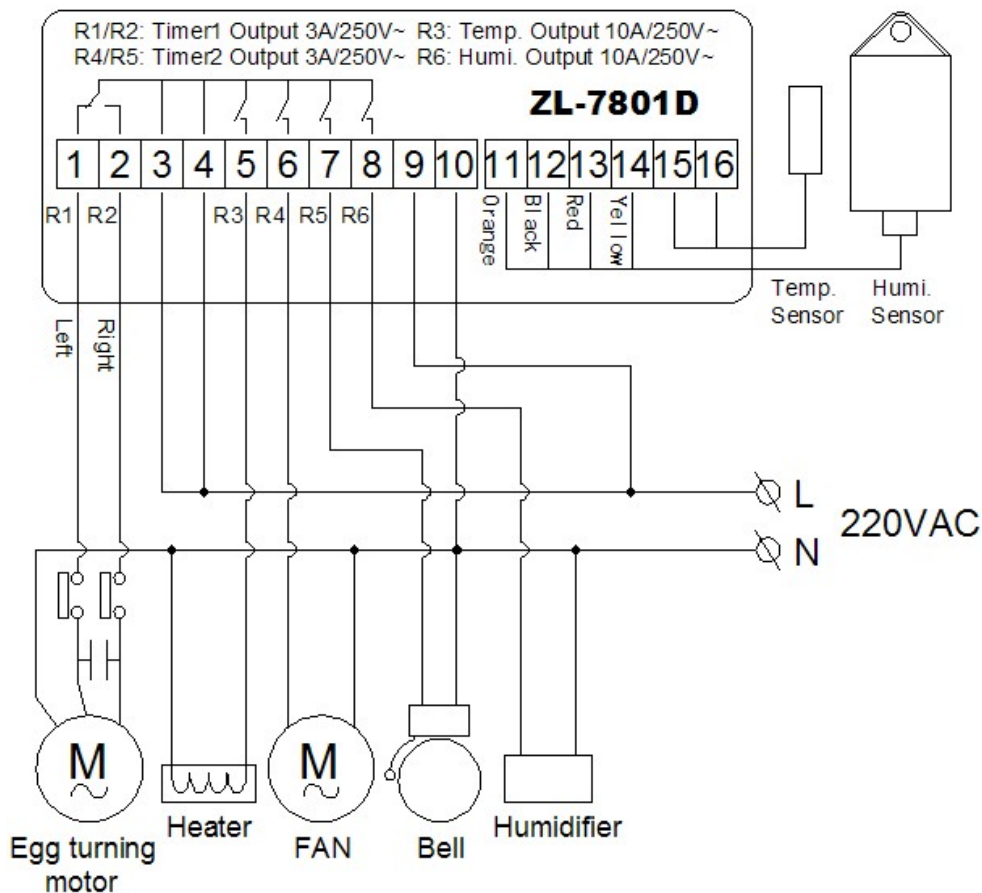 R1/R2: Timer1 Output 3A/250V~ R3: Temp. Output 10A/250V~
R4/R5: Timer2 Output 3A/250V~ R6: Humi. Output 10A/250V~
ZL-7801D
1 2 3 4 5 6 7 8 9 10 11 12 13 14 15 16
R1 R2 R3 R4 R5 R6
Orange
Black
Red
Yellow
Temp.
Sensor
Humi.
Sensor
Left
Right
L
N
220VAC
M
M
Egg turning
motor
Heater
FAN
Bell
Humidifier